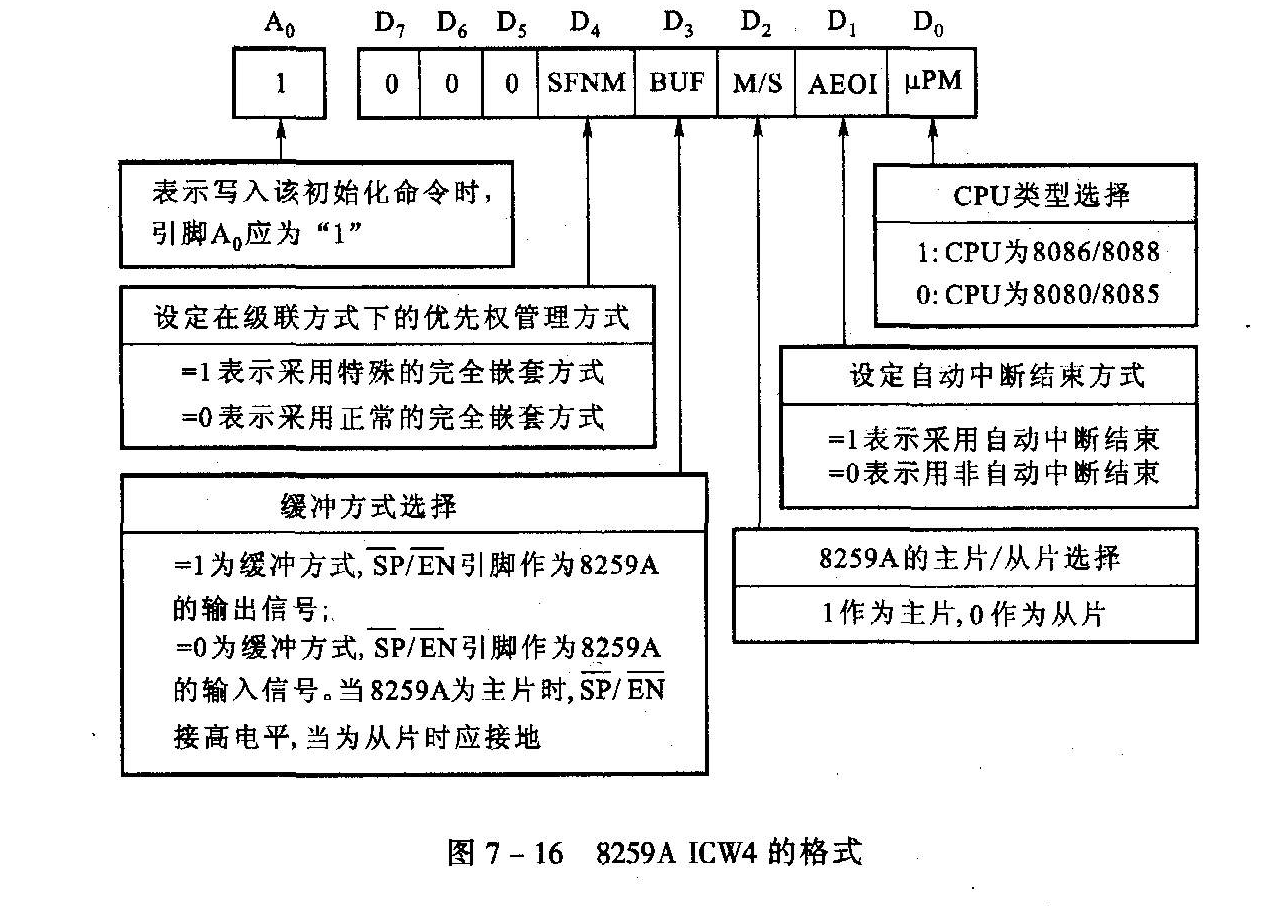 A0 D7 D6 D5 D4 D3 D2 D1 D0
1 0 0 0 SFNM BUF M/S AEOI μPM
表示写入该初始化命令时,
引脚A0应为“1”
CPU类型选择
1:CPU为8086/8088
0:CPU为8080/8085
设定在级联方式下的优先权管理方式
=1表示采用特殊的完全嵌套方式
=0表示采用正常的完全嵌套方式
设定自动中断结束方式
=1表示采用自动中断结束
=0表示用非自动中断结束
缓冲方式选择
=1为缓冲方式,SP/EN引脚作为8259A
的输出信号;
=0为缓冲方式,SP/EN引脚作为8259A
的输入信号。当8259A为主片时,SP/EN
接高电平,当为从片时应接地
8259A的主片/从片选择
1作为主片,0作为从片
图7-16 8259A ICW4的格式